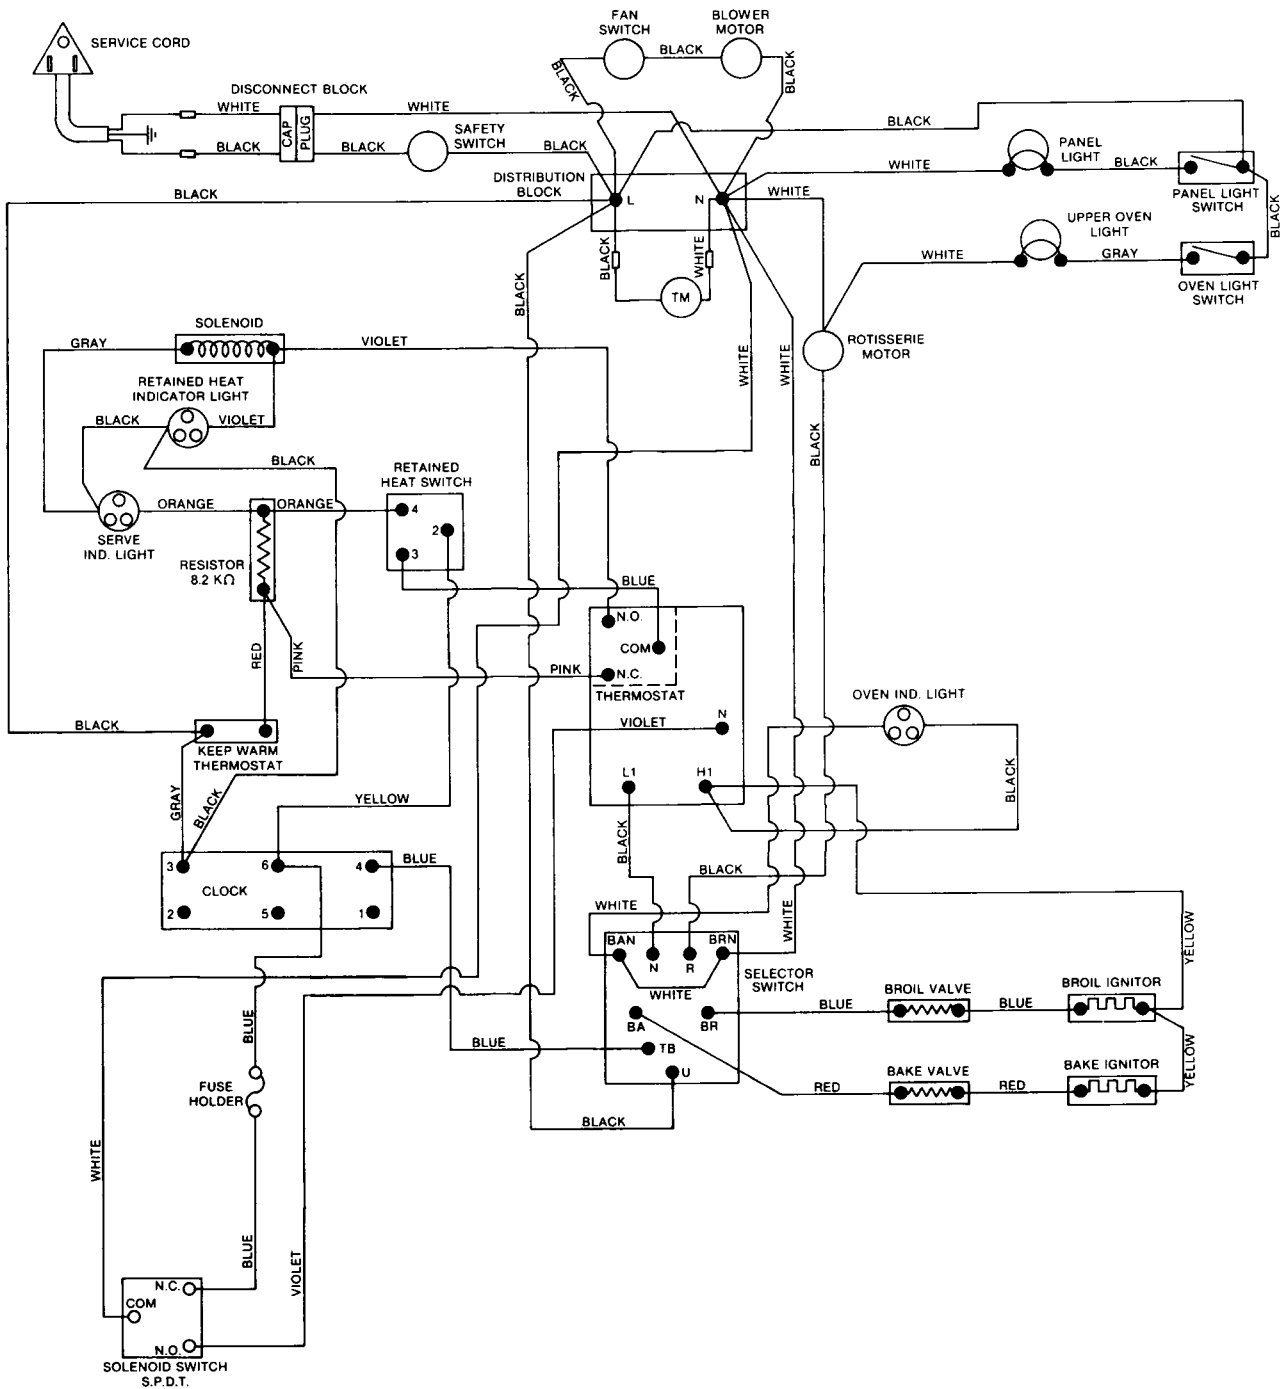 FAN
SWITCH
BLOWER
MOTOR
SERVICE CORD
BLACK
BLACK
BLACK
DISCONNECT BLOCK
WHITE
WHITE
CAP
PLUG
SAFETY
SWITCH
BLACK
BLACK
BLACK
BLACK
PANEL
LIGHT
WHITE
BLACK
DISTRIBUTION
BLOCK
L
N
WHITE
BLACK
PANEL LIGHT
SWITCH
BLACK
UPPER OVEN
LIGHT
WHITE
GRAY
OVEN LIGHT
SWITCH
BLACK
WHITE
TM
BLACK
SOLENOID
GRAY
VIOLET
ROTISSERIE
MOTOR
WHITE
WHITE
RETAINED HEAT
INDICATOR LIGHT
BLACK
VIOLET
BLACK
BLACK
RETAINED
HEAT SWITCH
ORANGE
ORANGE
4
2
3
SERVE
IND. LIGHT
RESISTOR
8.2 KΩ
BLUE
N.O.
COM
N.C.
THERMOSTAT
RED
PINK
PINK
OVEN IND. LIGHT
N
VIOLET
BLACK
KEEP WARM
THERMOSTAT
L1
H1
BLACK
GRAY
BLACK
YELLOW
BLACK
3
6
4
BLUE
CLOCK
2
5
1
BLACK
WHITE
WHITE
BAN
N
R
BRN
WHITE
SELECTOR
SWITCH
YELLOW
BROIL VALVE
BROIL IGNITOR
BLUE
BLUE
BA
BR
BLUE
BLUE
TB
U
YELLOW
BAKE VALVE
BAKE IGNITOR
RED
RED
FUSE
HOLDER
BLACK
WHITE
BLUE
VIOLET
N.C.
COM
N.O.
SOLENOID SWITCH
S.P.D.T.